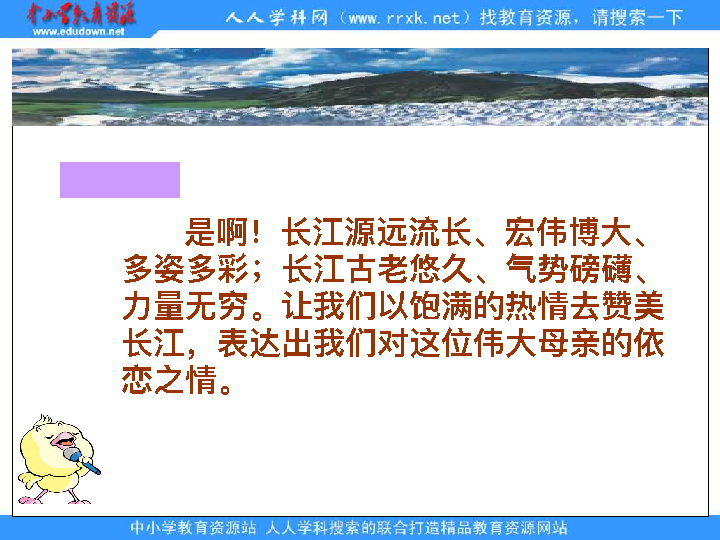 中小学教育资源
www.edudown.net
人人学科网（www.rrxk.net）找教育资源，请搜索一下
是啊！长江源远流长、宏伟博大、
多姿多彩；长江古老悠久、气势磅礴、
力量无穷。让我们以饱满的热情去赞美
长江，表达出我们对这位伟大母亲的依
恋之情。
中小学教育资源站 人人学科搜索的联合打造精品教育资源网站